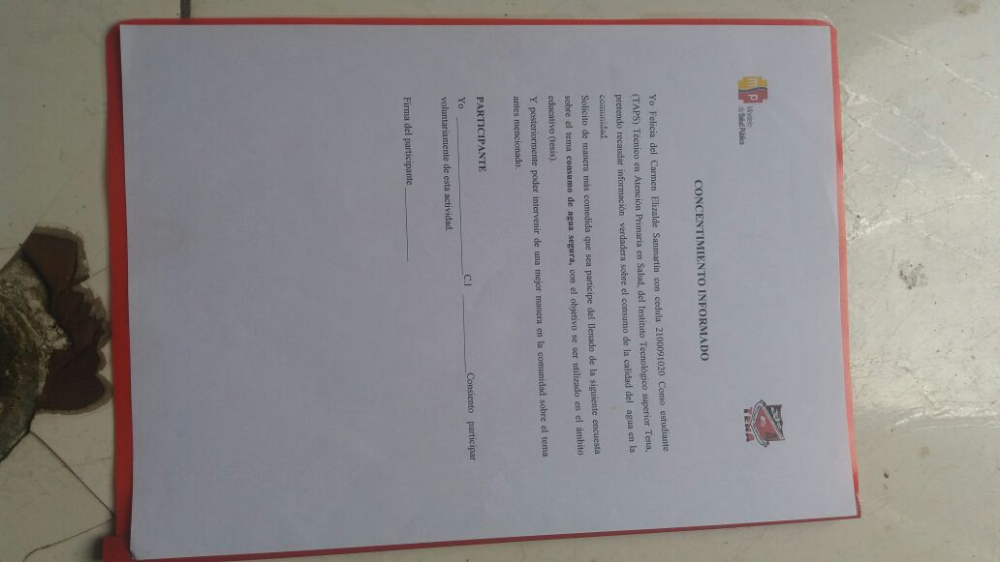 Ministerio
de Salud Pública
TENA
CONCENTIMIENTO INFORMADO
Yo Felicia del Carmen Elizalde Sanmartín con cedula 2100091020 Como estudiante
(TAPS) Técnico en Atención Primaria en Salud, del Instituto Tecnológico superior Tena,
pretendo recaudar información verdadera sobre el consumo de la calidad del agua en la
comunidad.
Solicito de manera más comedida que sea participe del llenado de la siguiente encuesta
sobre el tema consumo de agua segura, con el objetivo se ser utilizado en el ámbito
educativo (tesis).
Y posteriormente poder intervenir de una mejor manera en la comunidad sobre el tema
antes mencionado.
PARTICIPANTE
Yo ____________________C.I ____________ Consiento participar
voluntariamente de esta actividad.
Firma del participante ____________